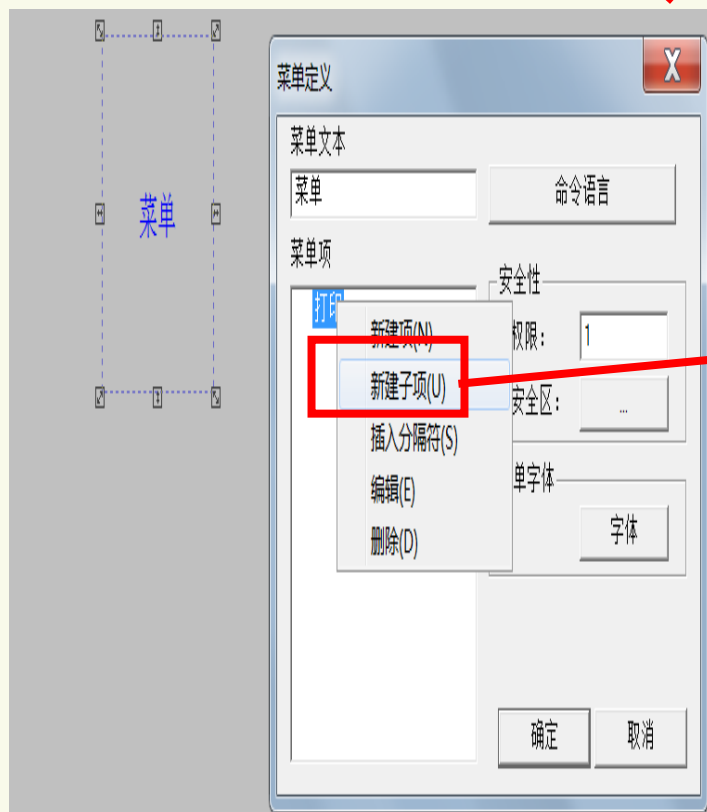 菜单
菜单定义
X
菜单文本
菜单
命令语言
菜单项
安全性
打印
新建项(N)
权限：
1
新建子项(U)
安全区：
...
插入分隔符(S)
单字体
编辑(E)
字体
删除(D)
确定
取消